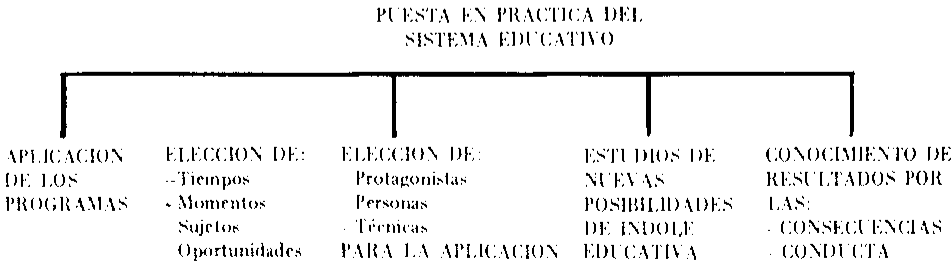 PUESTA EN PRACTICA DEL
SISTEMA EDUCATIVO
APLICACION
DE LOS
PROGRAMAS
ELECCION DE:
- Tiempos
- Momentos
Sujetos
Oportunidades
ELECCION DE:
Protagonistas
Personas
- Técnicas
PARA LA APLICACION
ESTUDIOS DE
NUEVAS
POSIBILIDADES
DE INDOLE
EDUCATIVA
CONOCIMIENTO DE
RESULTADOS POR
LAS:
- CONSECUENCIAS
- CONDUCTA